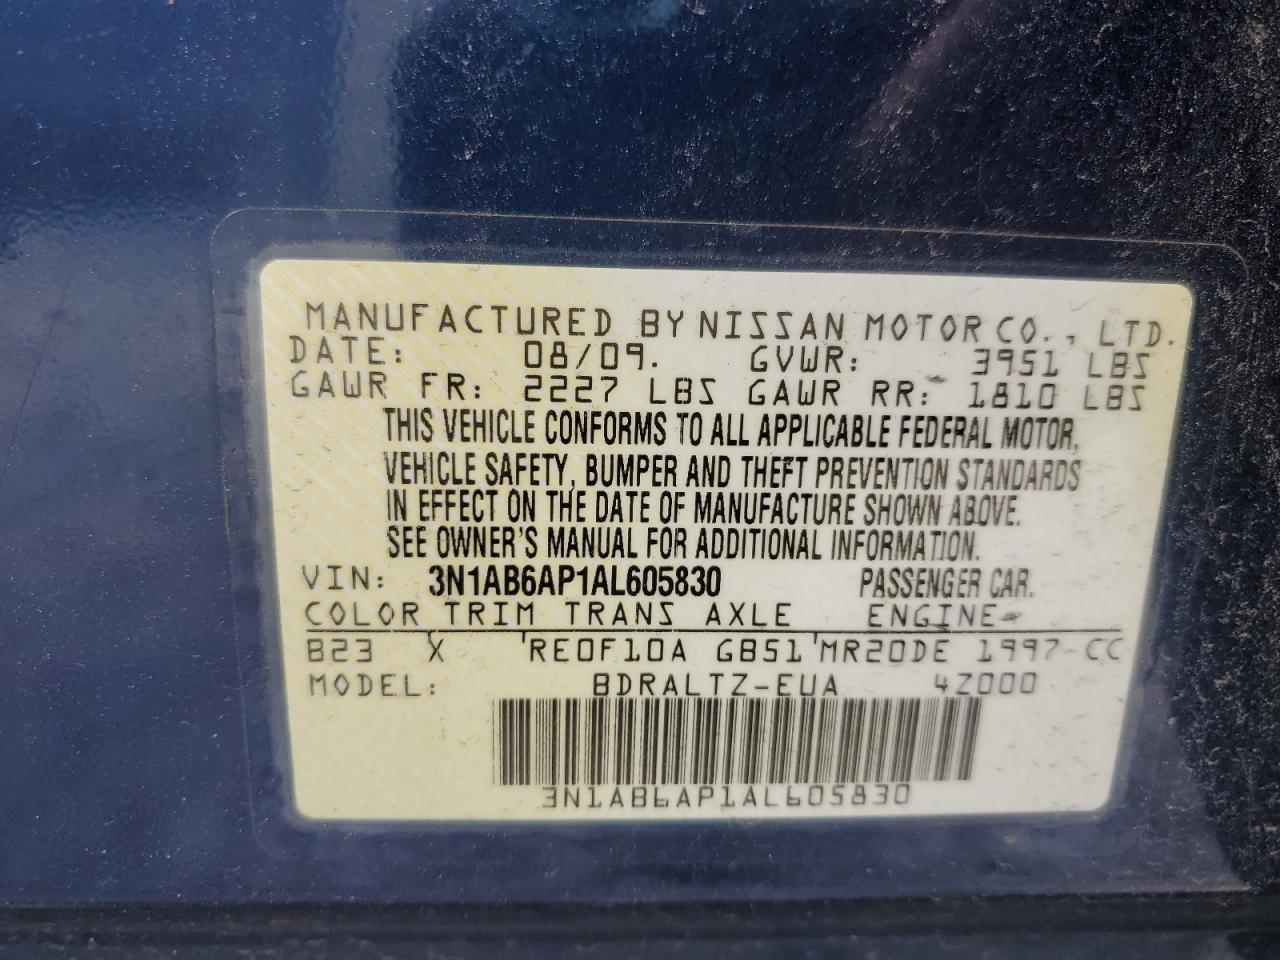 MANUFACTURED BY NISSAN MOTOR CO., LTD.
DATE: 08/09. GVWR: 3951 LBS
GAWR FR: 2227 LBS GAWR RR: 1810 LBS
THIS VEHICLE CONFORMS TO ALL APPLICABLE FEDERAL MOTOR,
VEHICLE SAFETY, BUMPER AND THEFT PREVENTION STANDARDS
IN EFFECT ON THE DATE OF MANUFACTURE SHOWN ABOVE.
SEE OWNER'S MANUAL FOR ADDITIONAL INFORMATION.
VIN: 3N1AB6AP1AL605830 PASSENGER CAR.
COLOR TRIM TRANS AXLE ENGINE
B23 X RE0F10A GB51 MR20DE 1997-CC
MODEL: BDRALTZ-EUA 4Z000
3N1AB6AP1AL605830